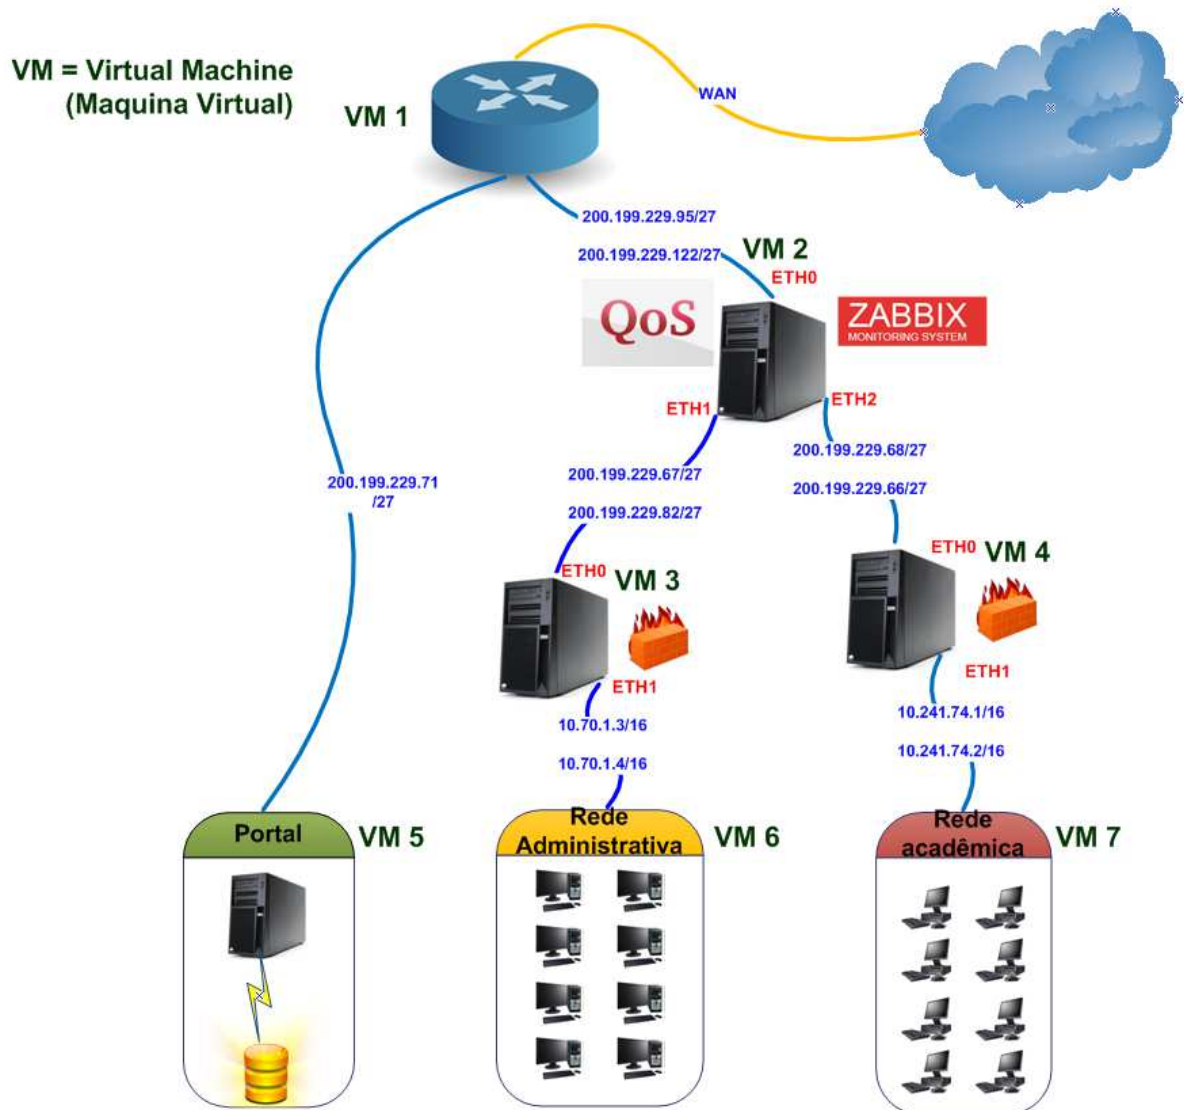 VM = Virtual Machine
(Maquina Virtual)
VM 1
WAN
200.199.229.95/27
200.199.229.122/27
VM 2
ETH0
QoS
ZABBIX
MONITORING SYSTEM
ETH1
ETH2
200.199.229.67/27
200.199.229.68/27
200.199.229.71
/27
200.199.229.82/27
200.199.229.66/27
ETH0
VM 3
ETH0
VM 4
ETH1
ETH1
10.70.1.3/16
10.241.74.1/16
10.70.1.4/16
10.241.74.2/16
Portal
VM 5
Rede
Administrativa
VM 6
Rede
acadêmica
VM 7